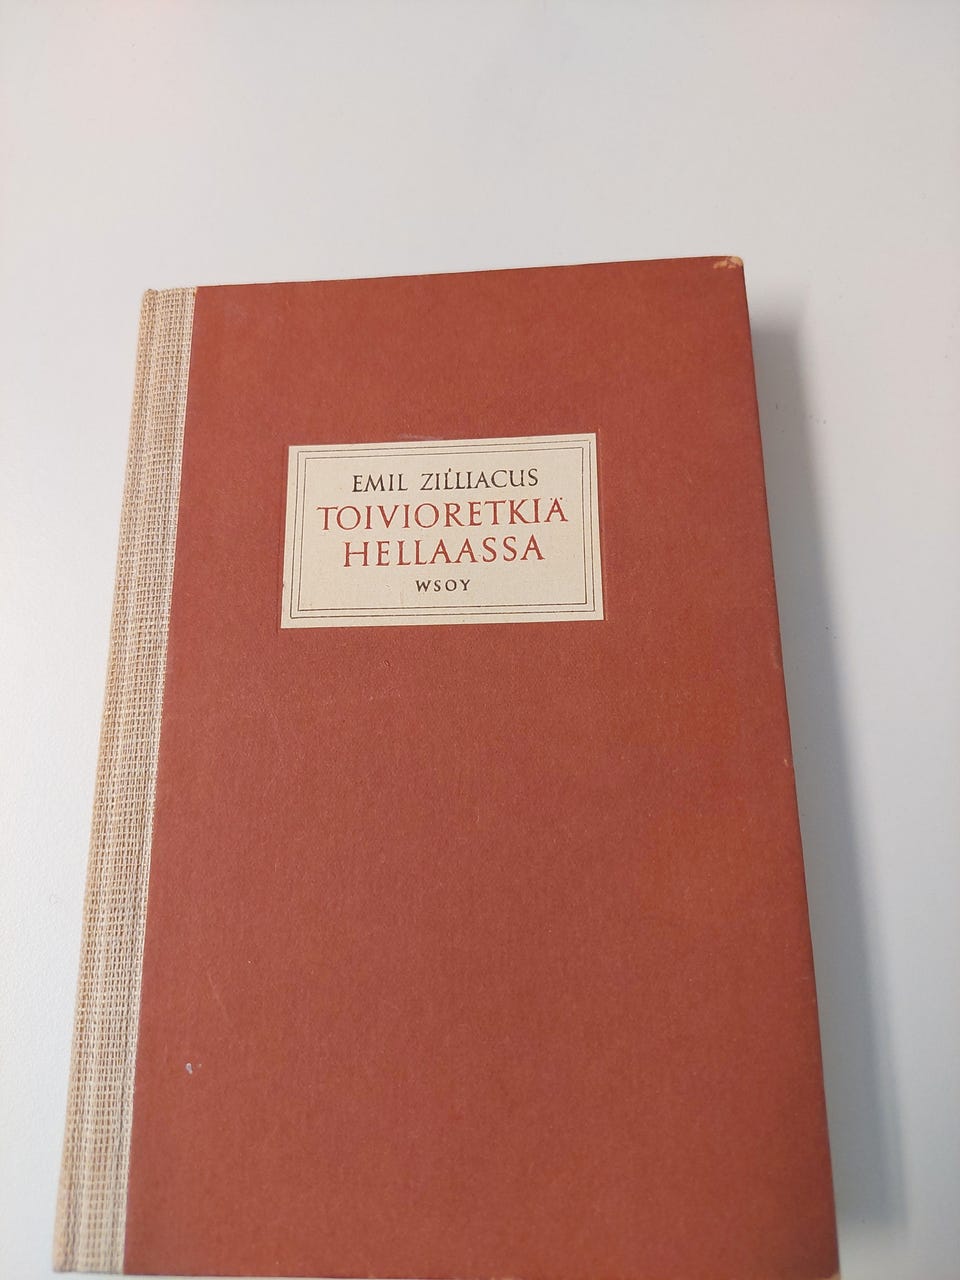 EMIL ZILLIACUS
TOIVIORETKIÄ
HELLAASSA
WSOY